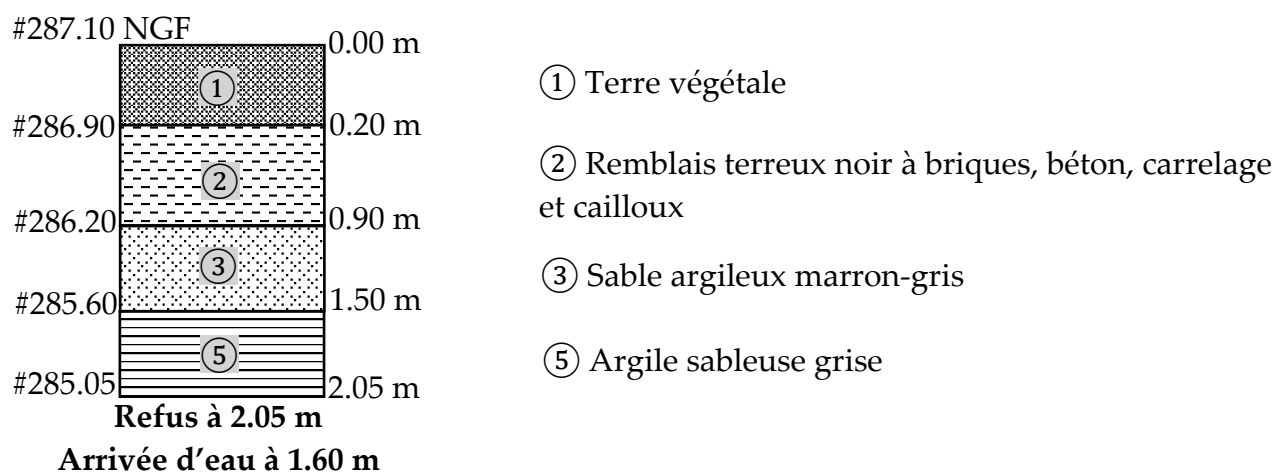 #287.10 NGF
0.00 m
①
① Terre végétale
#286.90
0.20 m
②
② Remblais terreux noir à briques, béton, carrelage
et cailloux
#286.20
0.90 m
③
③ Sable argileux marron-gris
#285.60
1.50 m
⑤
⑤ Argile sableuse grise
#285.05
2.05 m
Refus à 2.05 m
Arrivée d’eau à 1.60 m